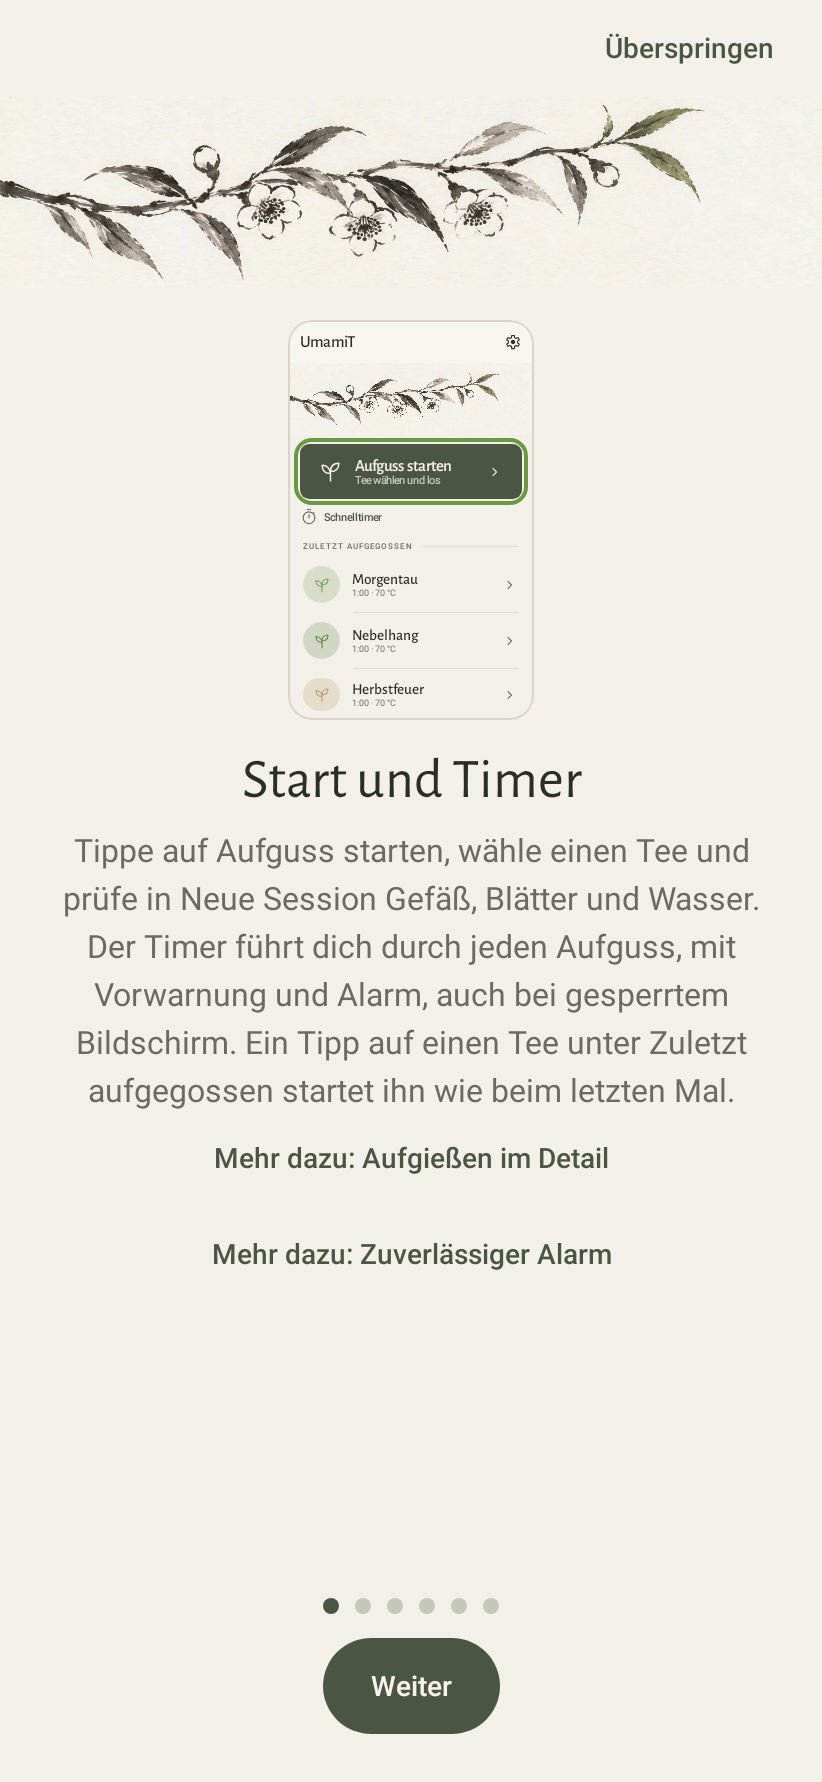 Überspringen
UmamiT
Aufguss starten
Tee wählen und los
Schnelltimer
ZULETZT AUFGEGOSSEN
Morgentau
1:00 · 70 °C
Nebelhang
1:00 · 70 °C
Herbstfeuer
1:00 · 70 °C
Start und Timer
Tippe auf Aufguss starten, wähle einen Tee und
prüfe in Neue Session Gefäß, Blätter und Wasser.
Der Timer führt dich durch jeden Aufguss, mit
Vorwarnung und Alarm, auch bei gesperrtem
Bildschirm. Ein Tipp auf einen Tee unter Zuletzt
aufgegossen startet ihn wie beim letzten Mal.
Mehr dazu: Aufgießen im Detail
Mehr dazu: Zuverlässiger Alarm
Weiter